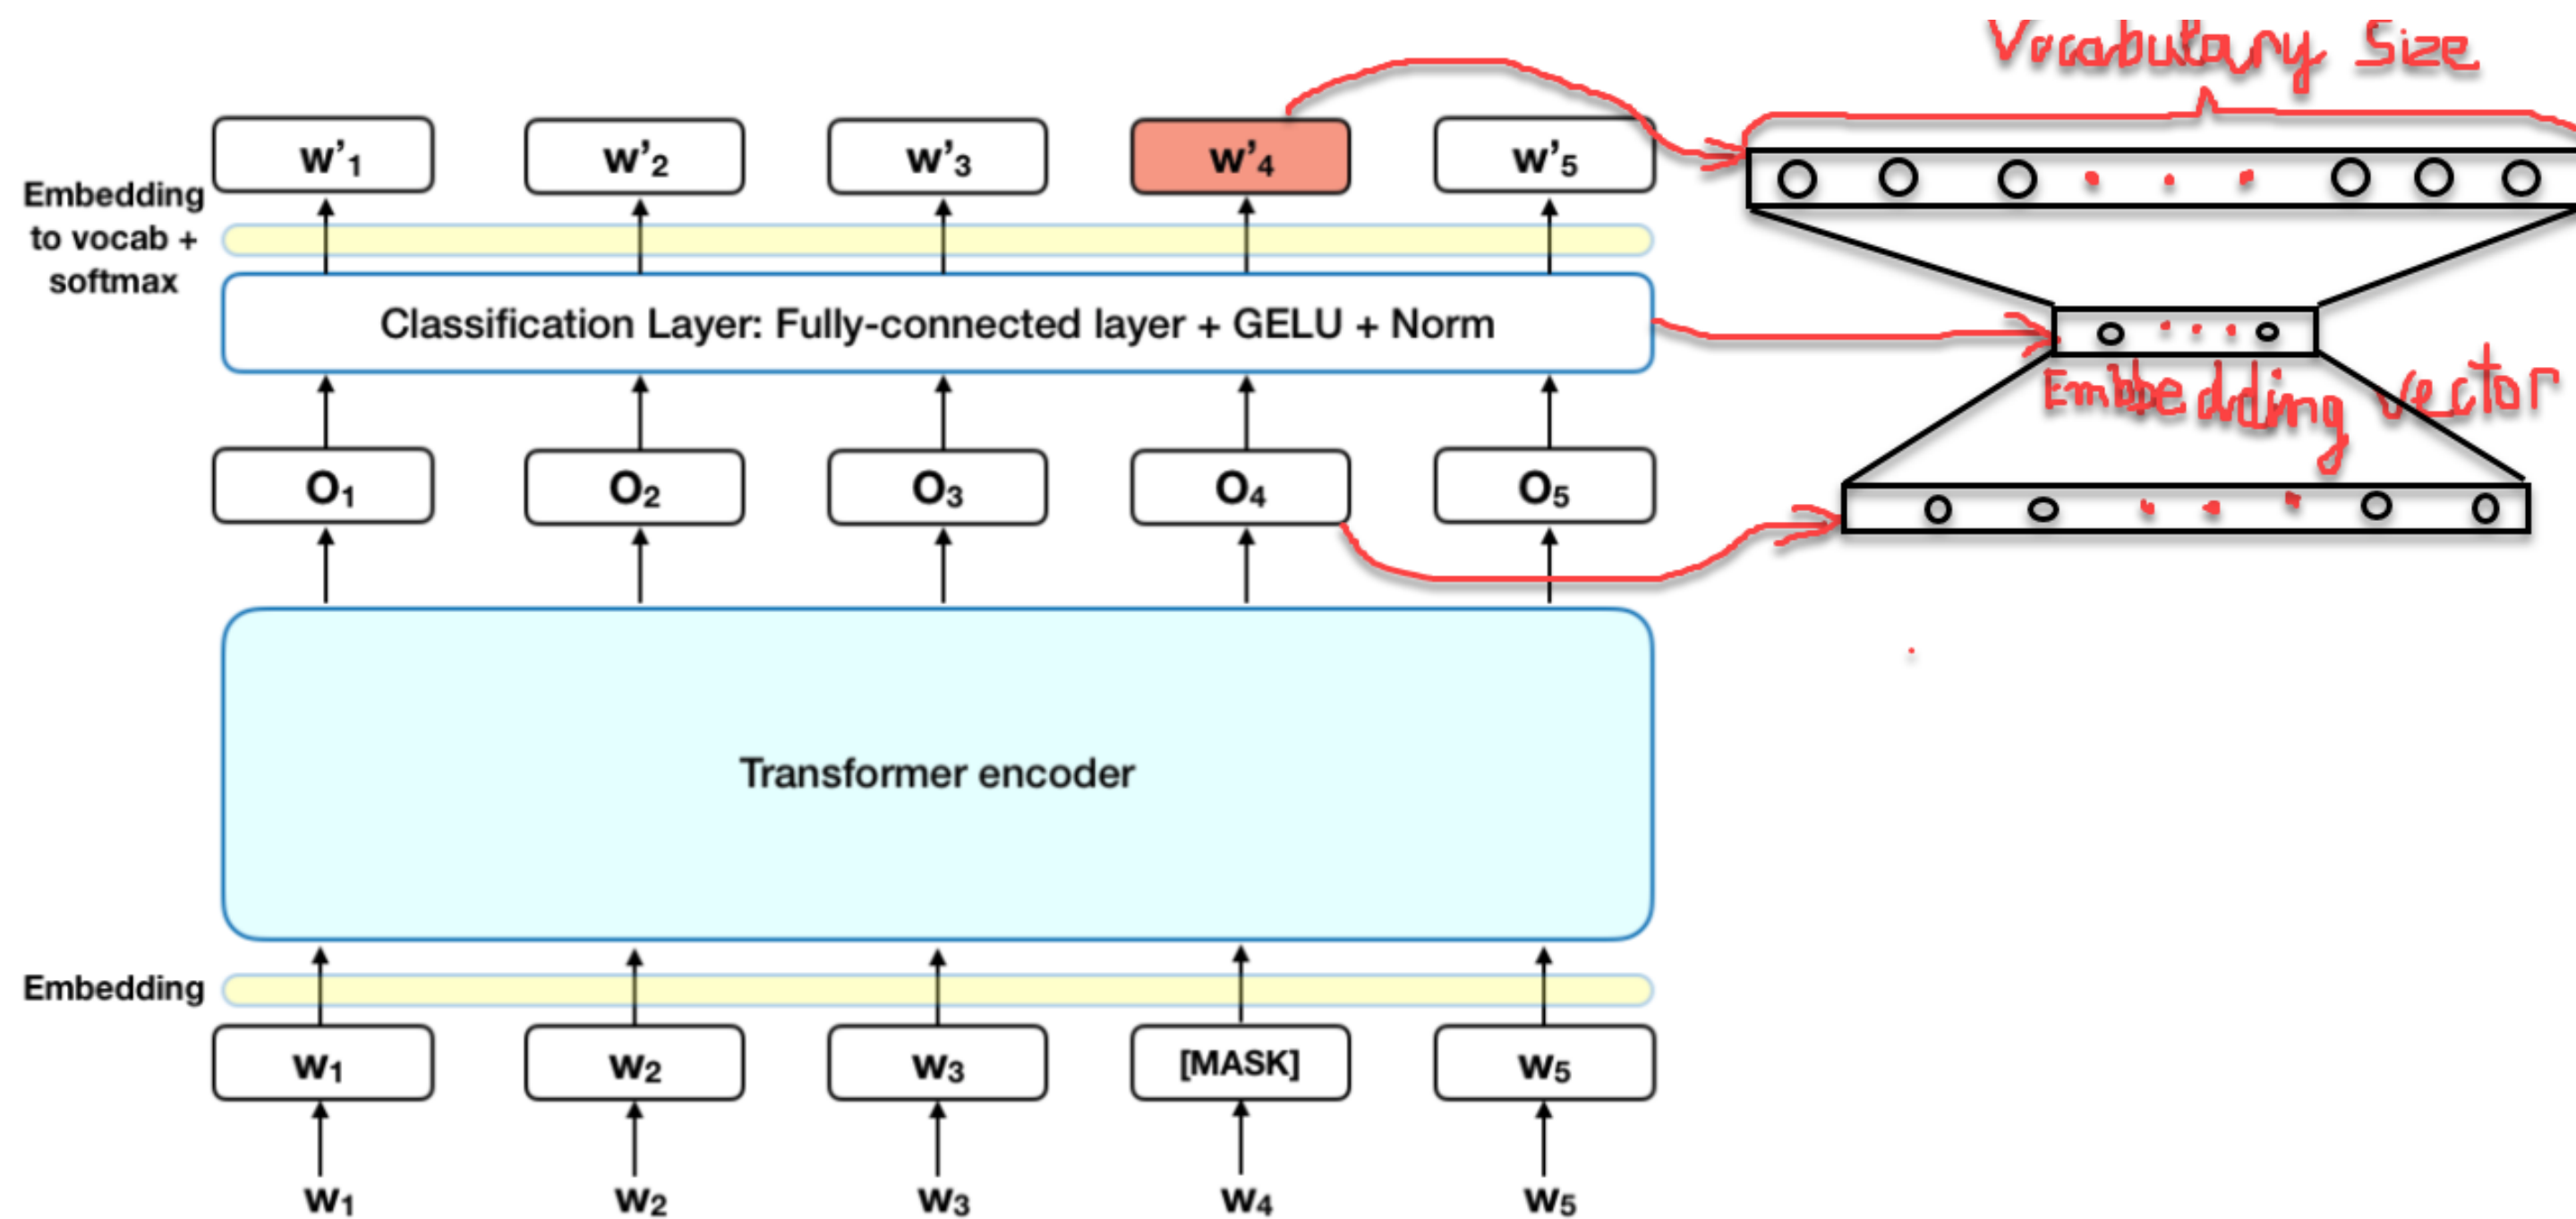 Vocabulary Size
w'1 w'2 w'3 w'4 w'5
Embedding
to vocab +
softmax
Classification Layer: Fully-connected layer + GELU + Norm
Embedding Vector
O1 O2 O3 O4 O5
Transformer encoder
Embedding
w1 w2 w3 [MASK] w5
w1 w2 w3 w4 w5